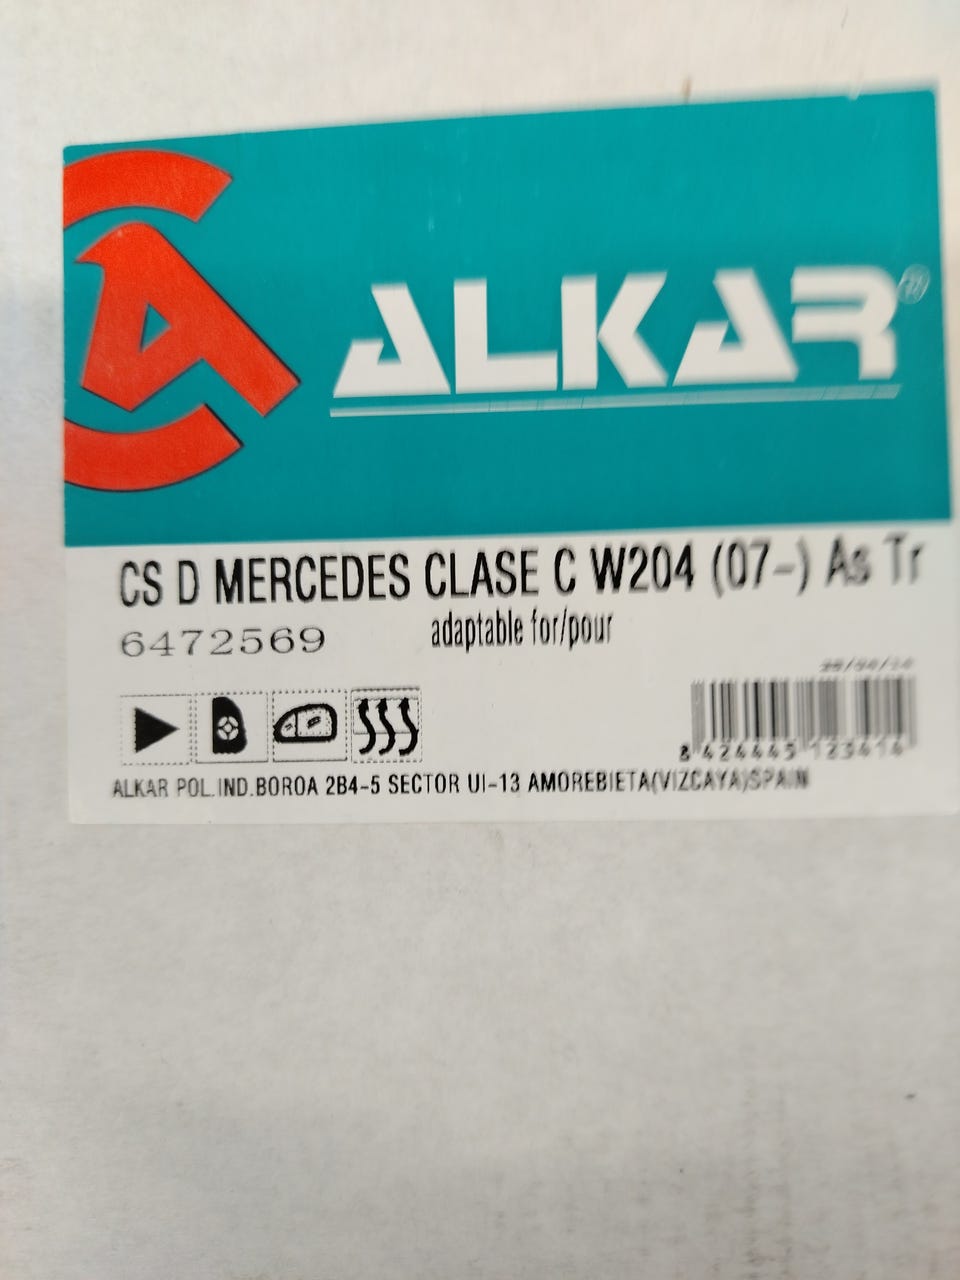 ALKAR®
CS D MERCEDES CLASE C W204 (07-) As Tr
6472569
adaptable for/pour
8 424445 123414
ALKAR POL.IND.BOROA 2B4-5 SECTOR UI-13 AMOREBIETA(VIZCAYA)SPAIN